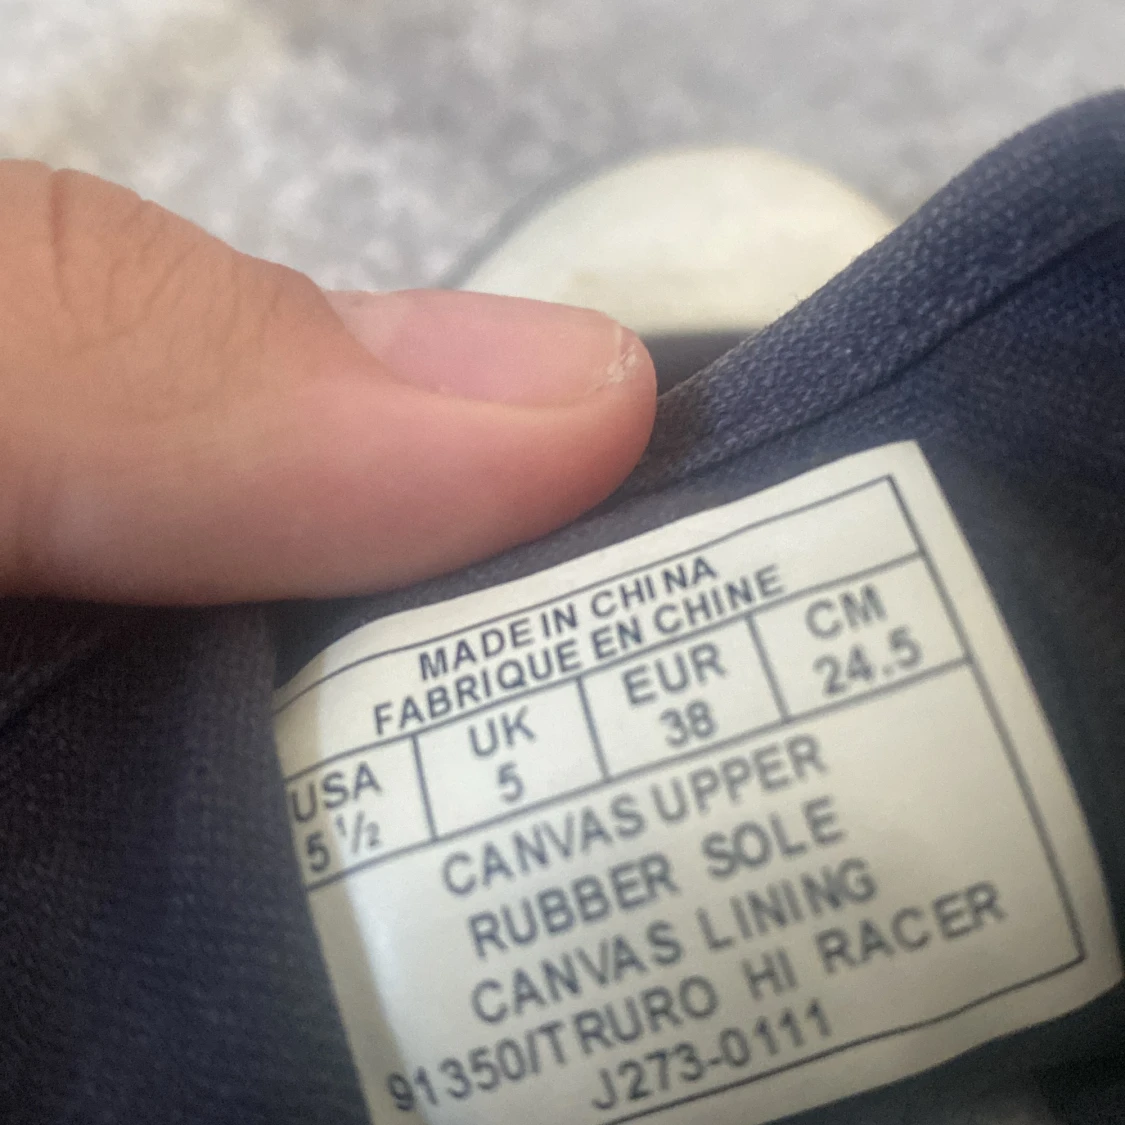 MADE IN CHINA
FABRIQUE EN CHINE
USA UK EUR CM
5 1/2 5 38 24.5
CANVAS UPPER
RUBBER SOLE
CANVAS LINING
91350/TRURO HI RACER
J273-0111